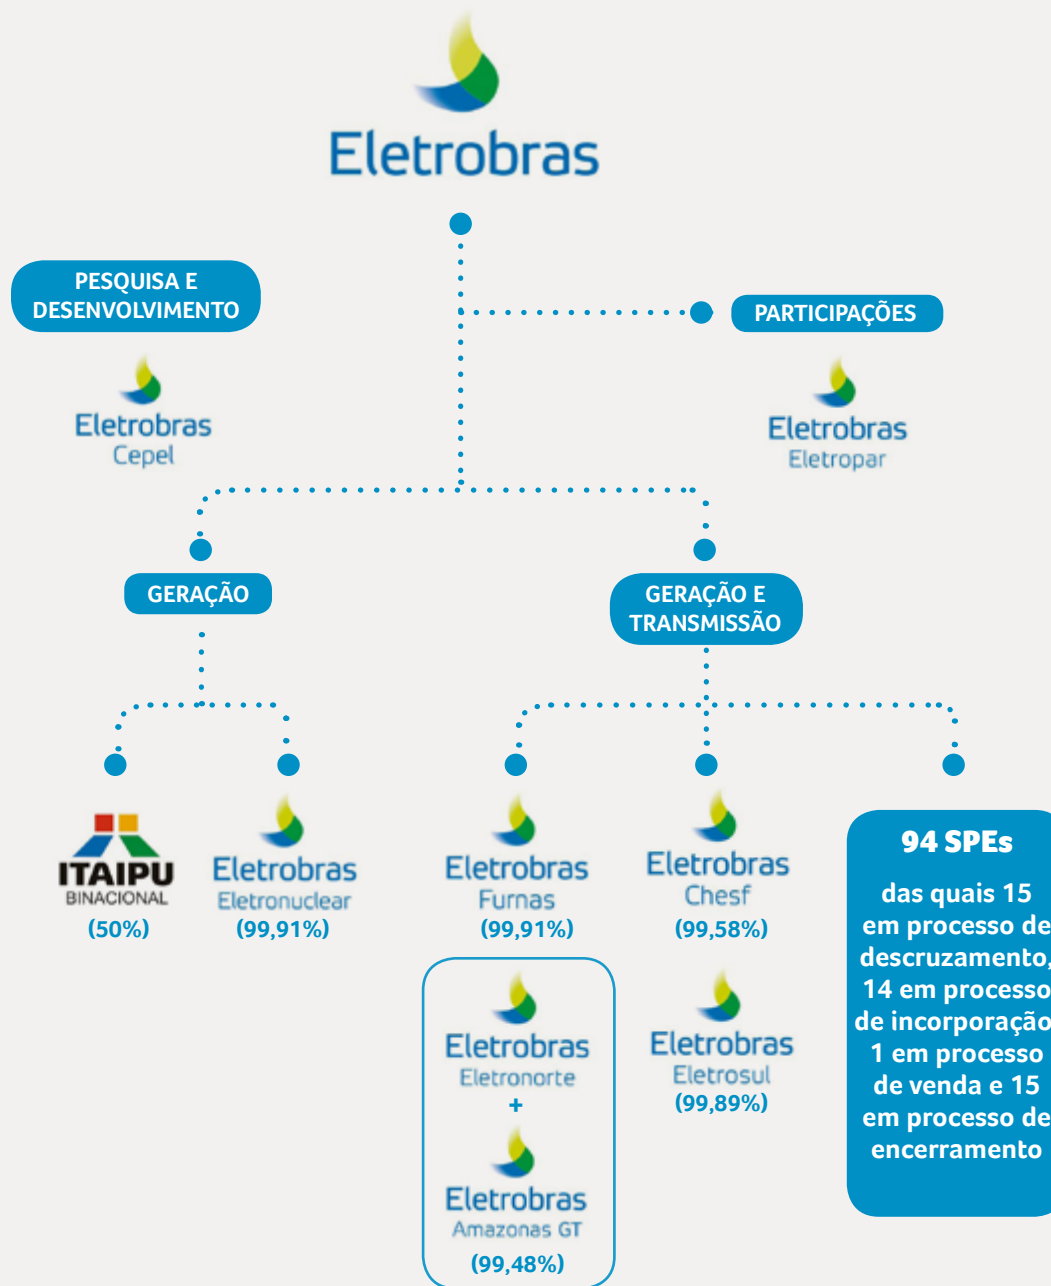 Eletrobras
PESQUISA E
DESENVOLVIMENTO
PARTICIPAÇÕES
Eletrobras
Cepel
Eletrobras
Eletropar
GERAÇÃO
GERAÇÃO E
TRANSMISSÃO
ITAIPU
BINACIONAL
(50%)
Eletrobras
Eletronuclear
(99,91%)
Eletrobras
Furnas
(99,91%)
Eletrobras
Chesf
(99,58%)
Eletrobras
Eletronorte
+
Eletrobras
Amazonas GT
(99,48%)
Eletrobras
Eletrosul
(99,89%)
94 SPEs
das quais 15
em processo de
descruzamento,
14 em processo
de incorporação
1 em processo
de venda e 15
em processo de
encerramento